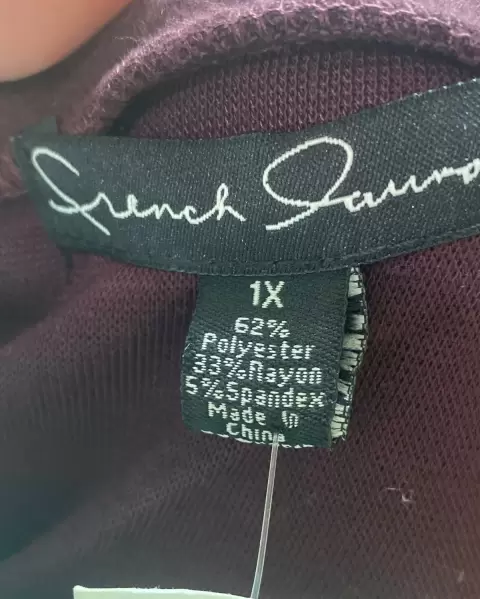 French
1X
62%
Polyester
33%Rayon
5%Spandex
Made In
China